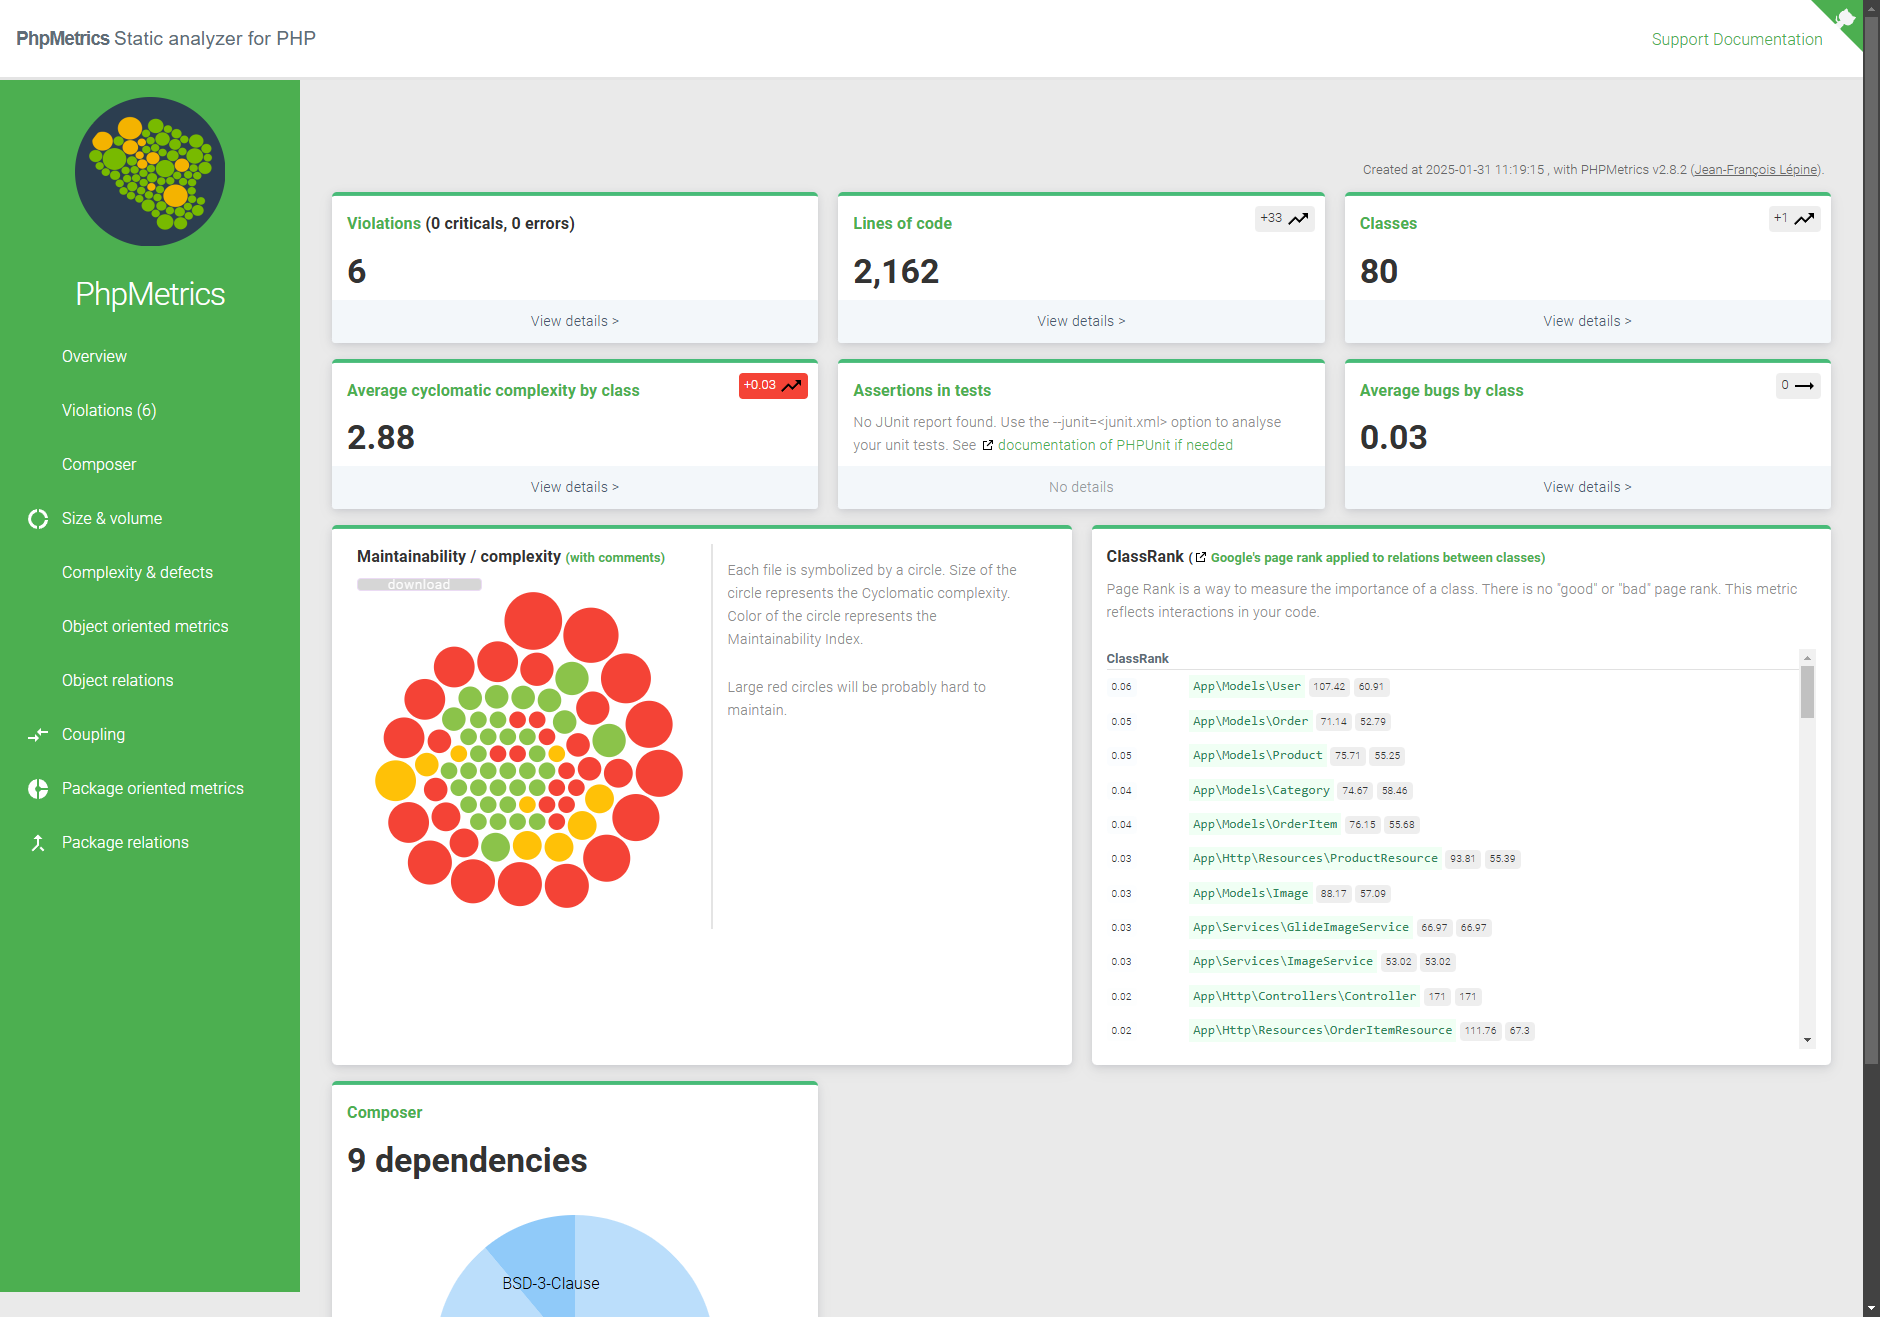 PhpMetrics Static analyzer for PHP
Support Documentation
PhpMetrics
Overview
Violations (6)
Composer
Size & volume
Complexity & defects
Object oriented metrics
Object relations
Coupling
Package oriented metrics
Package relations
Created at 2025-01-31 11:19:15 , with PHPMetrics v2.8.2 (Jean-François Lépine).
Violations (0 criticals, 0 errors)
6
View details >
Lines of code
+33
2,162
View details >
Classes
+1
80
View details >
Average cyclomatic complexity by class
+0.03
2.88
View details >
Assertions in tests
No JUnit report found. Use the --junit=<junit.xml> option to analyse
your unit tests. See documentation of PHPUnit if needed
No details
Average bugs by class
0
0.03
View details >
Maintainability / complexity (with comments)
download
Each file is symbolized by a circle. Size of the
circle represents the Cyclomatic complexity.
Color of the circle represents the
Maintainability Index.
Large red circles will be probably hard to
maintain.
ClassRank (Google's page rank applied to relations between classes)
Page Rank is a way to measure the importance of a class. There is no "good" or "bad" page rank. This metric
reflects interactions in your code.
ClassRank
0.06 App\Models\User 107.42 60.91
0.05 App\Models\Order 71.14 52.79
0.05 App\Models\Product 75.71 55.25
0.04 App\Models\Category 74.67 58.46
0.04 App\Models\OrderItem 76.15 55.68
0.03 App\Http\Resources\ProductResource 93.81 55.39
0.03 App\Models\Image 88.17 57.09
0.03 App\Services\GlideImageService 66.97 66.97
0.03 App\Services\ImageService 53.02 53.02
0.02 App\Http\Controllers\Controller 171 171
0.02 App\Http\Resources\OrderItemResource 111.76 67.3
Composer
9 dependencies
BSD-3-Clause